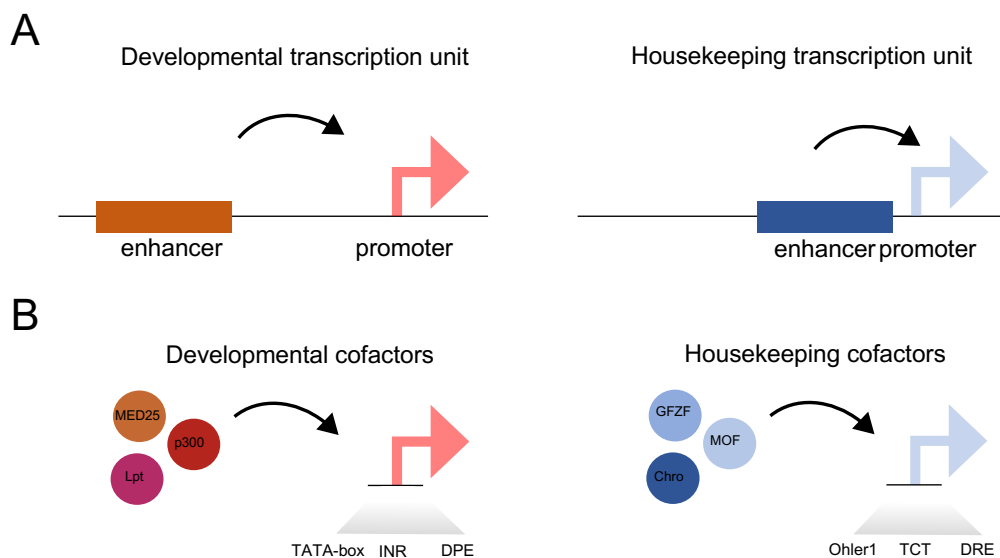 A
Developmental transcription unit
Housekeeping transcription unit
enhancer
promoter
enhancer promoter
B
Developmental cofactors
Housekeeping cofactors
MED25
p300
Lpt
GFZF
MOF
Chro
TATA-box INR DPE
Ohler1 TCT DRE